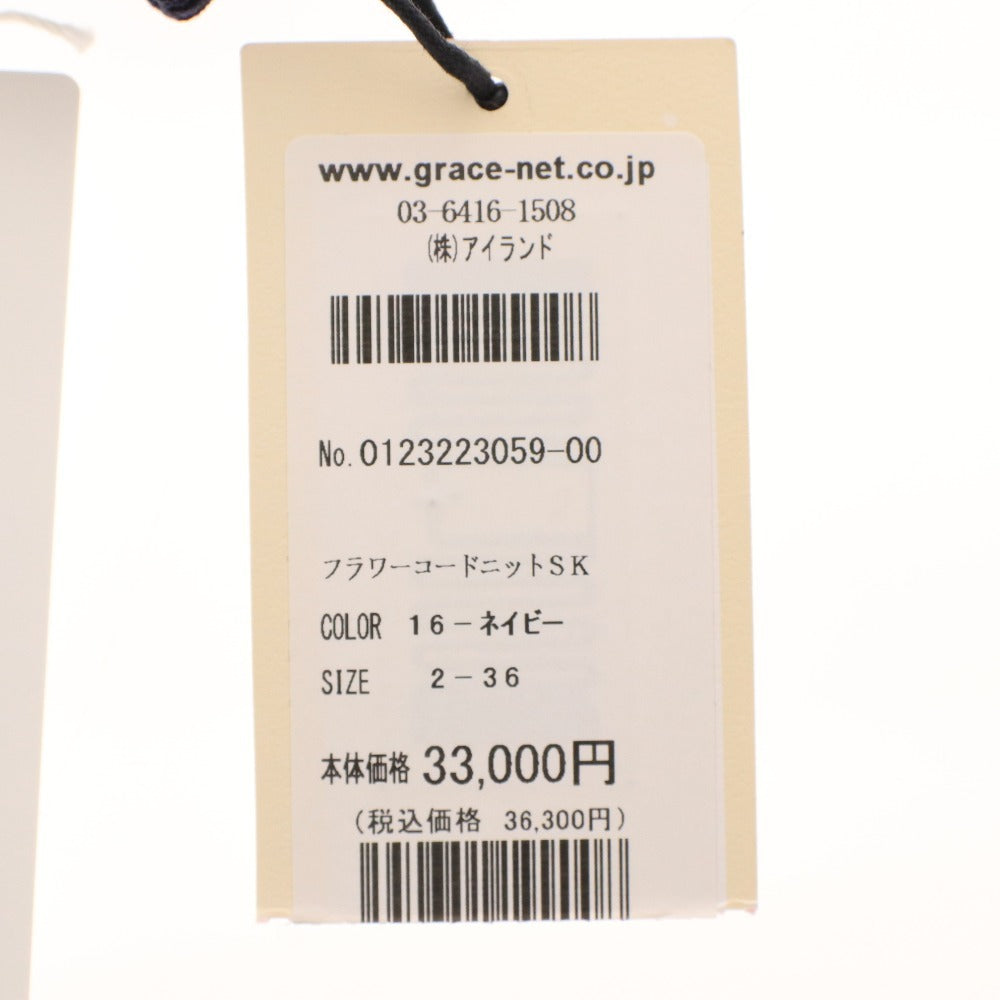 www.grace-net.co.jp
03-6416-1508
(株)アイランド
No.0123223059-00
フラワーコードニットSK
COLOR 16-ネイビー
SIZE 2-36
本体価格 33,000円
(税込価格 36,300円)